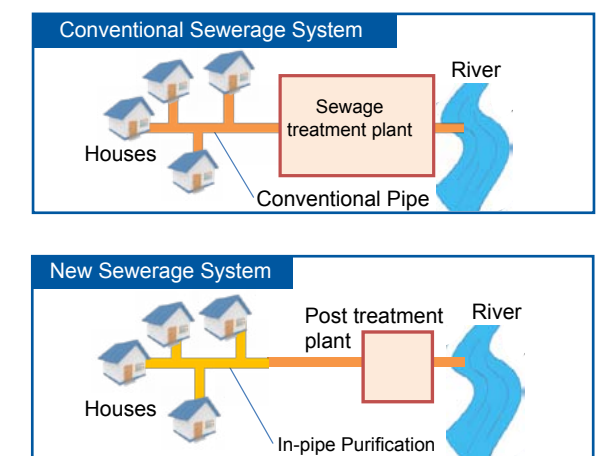 Conventional Sewerage System
River
Sewage
treatment plant
Houses
Conventional Pipe
New Sewerage System
Post treatment
plant
River
Houses
In-pipe Purification